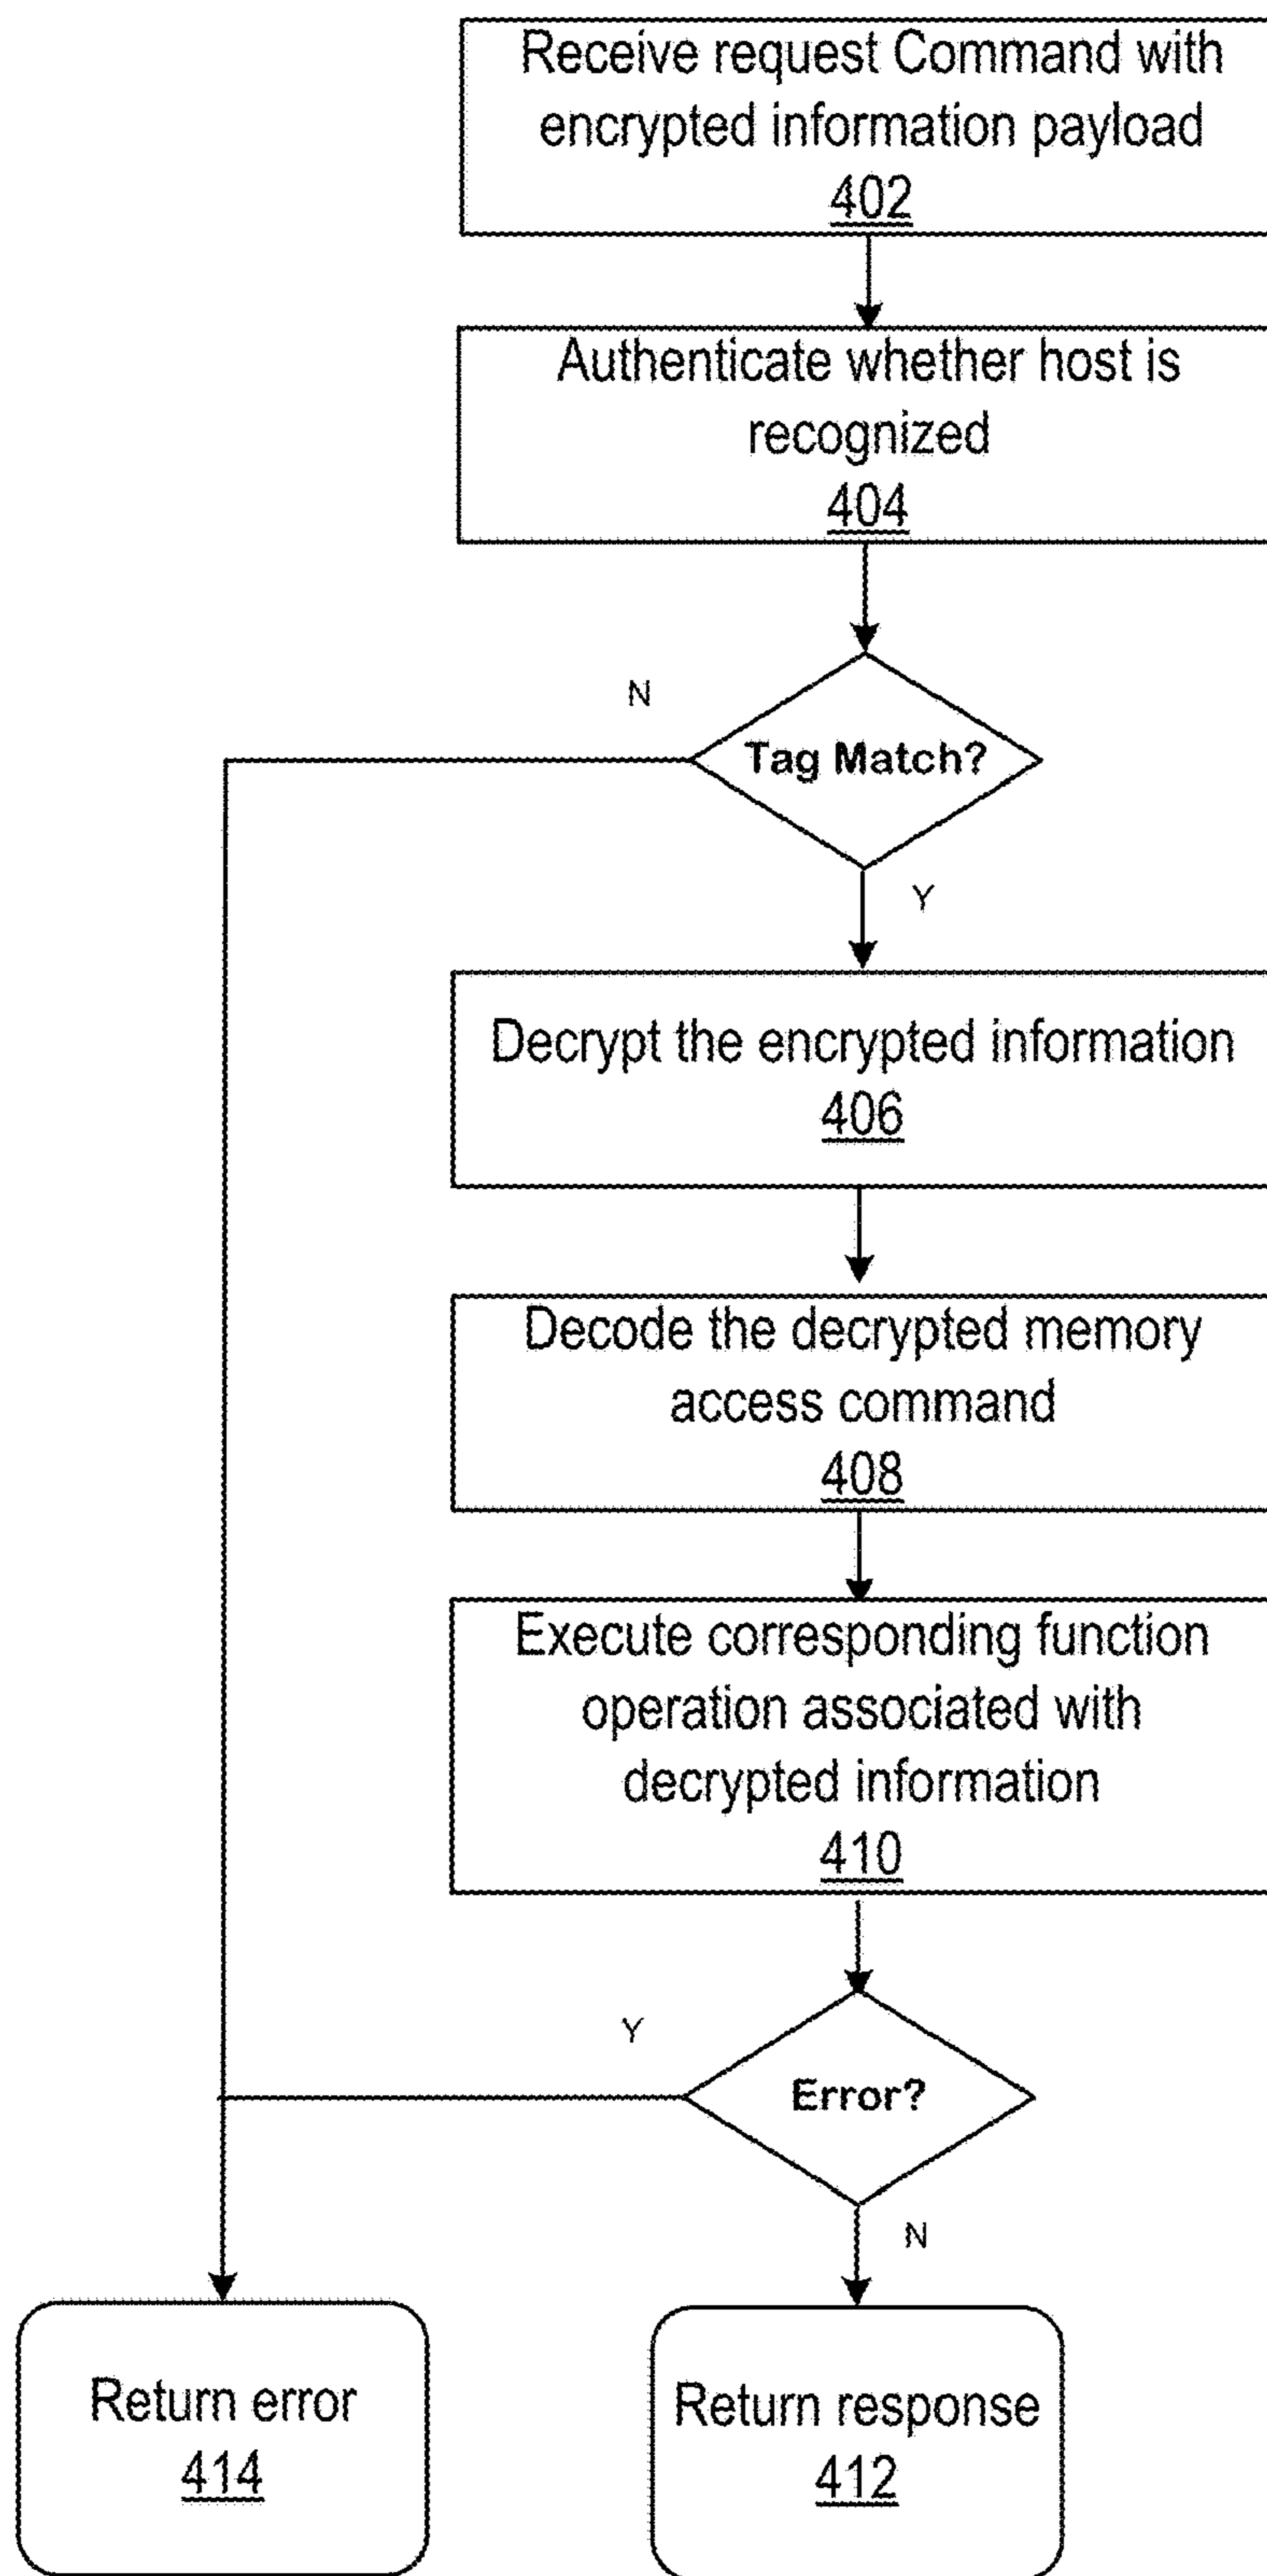 Receive request Command with
encrypted information payload
402
Authenticate whether host is
recognized
404
N
Tag Match?
Y
Decrypt the encrypted information
406
Decode the decrypted memory
access command
408
Execute corresponding function
operation associated with
decrypted information
410
Y
Error?
N
Return error
414
Return response
412